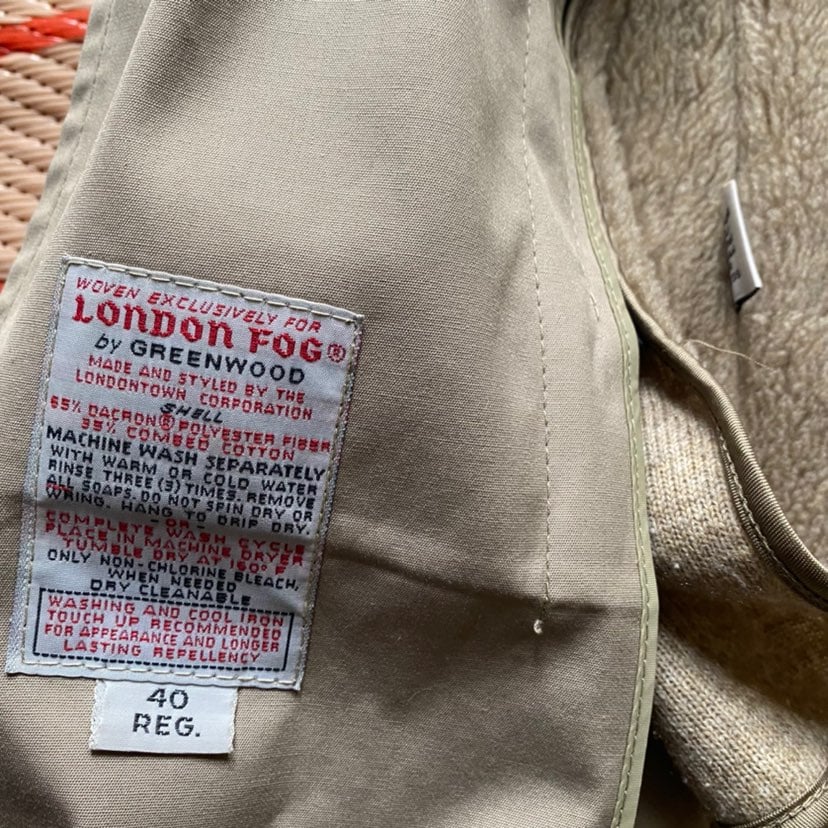 WOVEN EXCLUSIVELY FOR
LONDON FOG®
by GREENWOOD
MADE AND STYLED BY THE
LONDONTOWN CORPORATION
SHELL
65% DACRON® POLYESTER FIBER
35% COMBED COTTON
MACHINE WASH SEPARATELY
WITH WARM OR COLD WATER
RINSE THREE (3) TIMES. REMOVE
ALL SOAPS. DO NOT SPIN DRY OR
WRING. HANG TO DRIP DRY.
— OR —
COMPLETE WASH CYCLE
PLACE IN MACHINE DRYER
TUMBLE DRY AT 160° F
ONLY NON-CHLORINE BLEACH,
WHEN NEEDED
DRY CLEANABLE
WASHING AND COOL IRON
TOUCH UP RECOMMENDED
FOR APPEARANCE AND LONGER
LASTING REPELLENCY
40
REG.